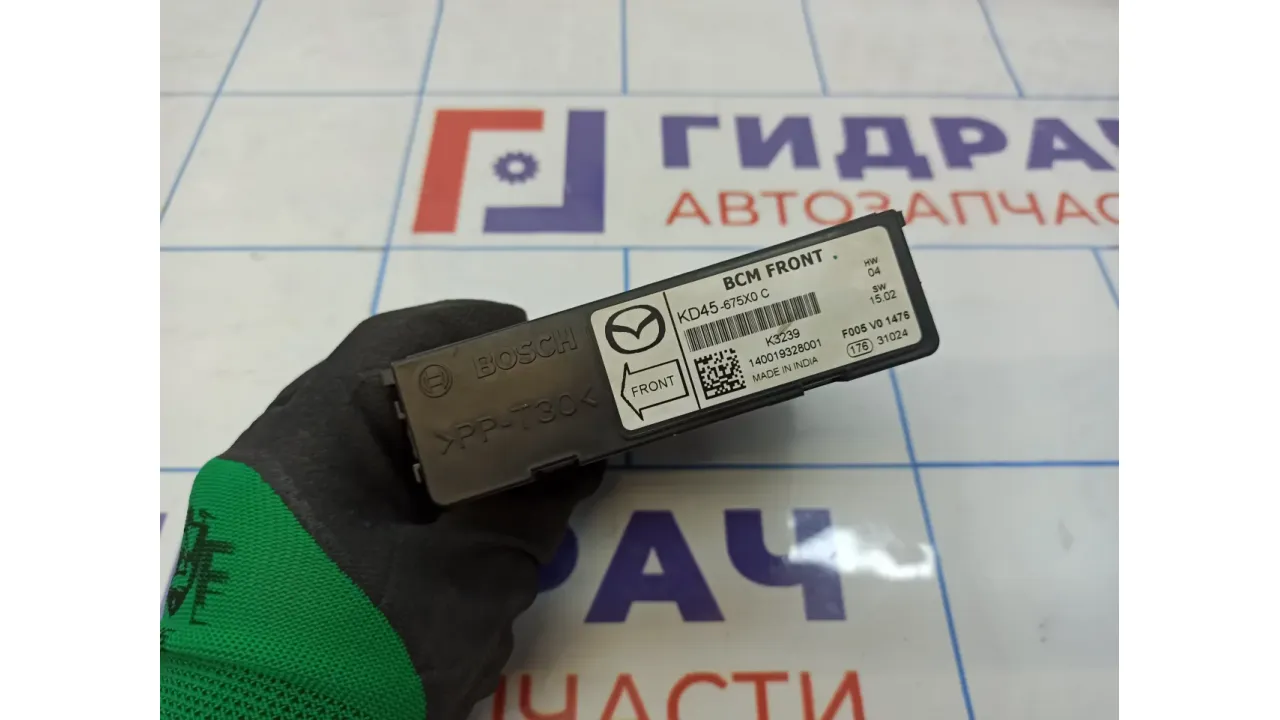 ГИДРАЧ
АВТОЗАПЧАС
BOSCH
>PP-T30<
FRONT
BCM FRONT
KD45-675X0 C
K3239
140019328001
MADE IN INDIA
HW
04
SW
15.02
F005 V0 1476
176 31024
РАЧ
ЧАСТИ